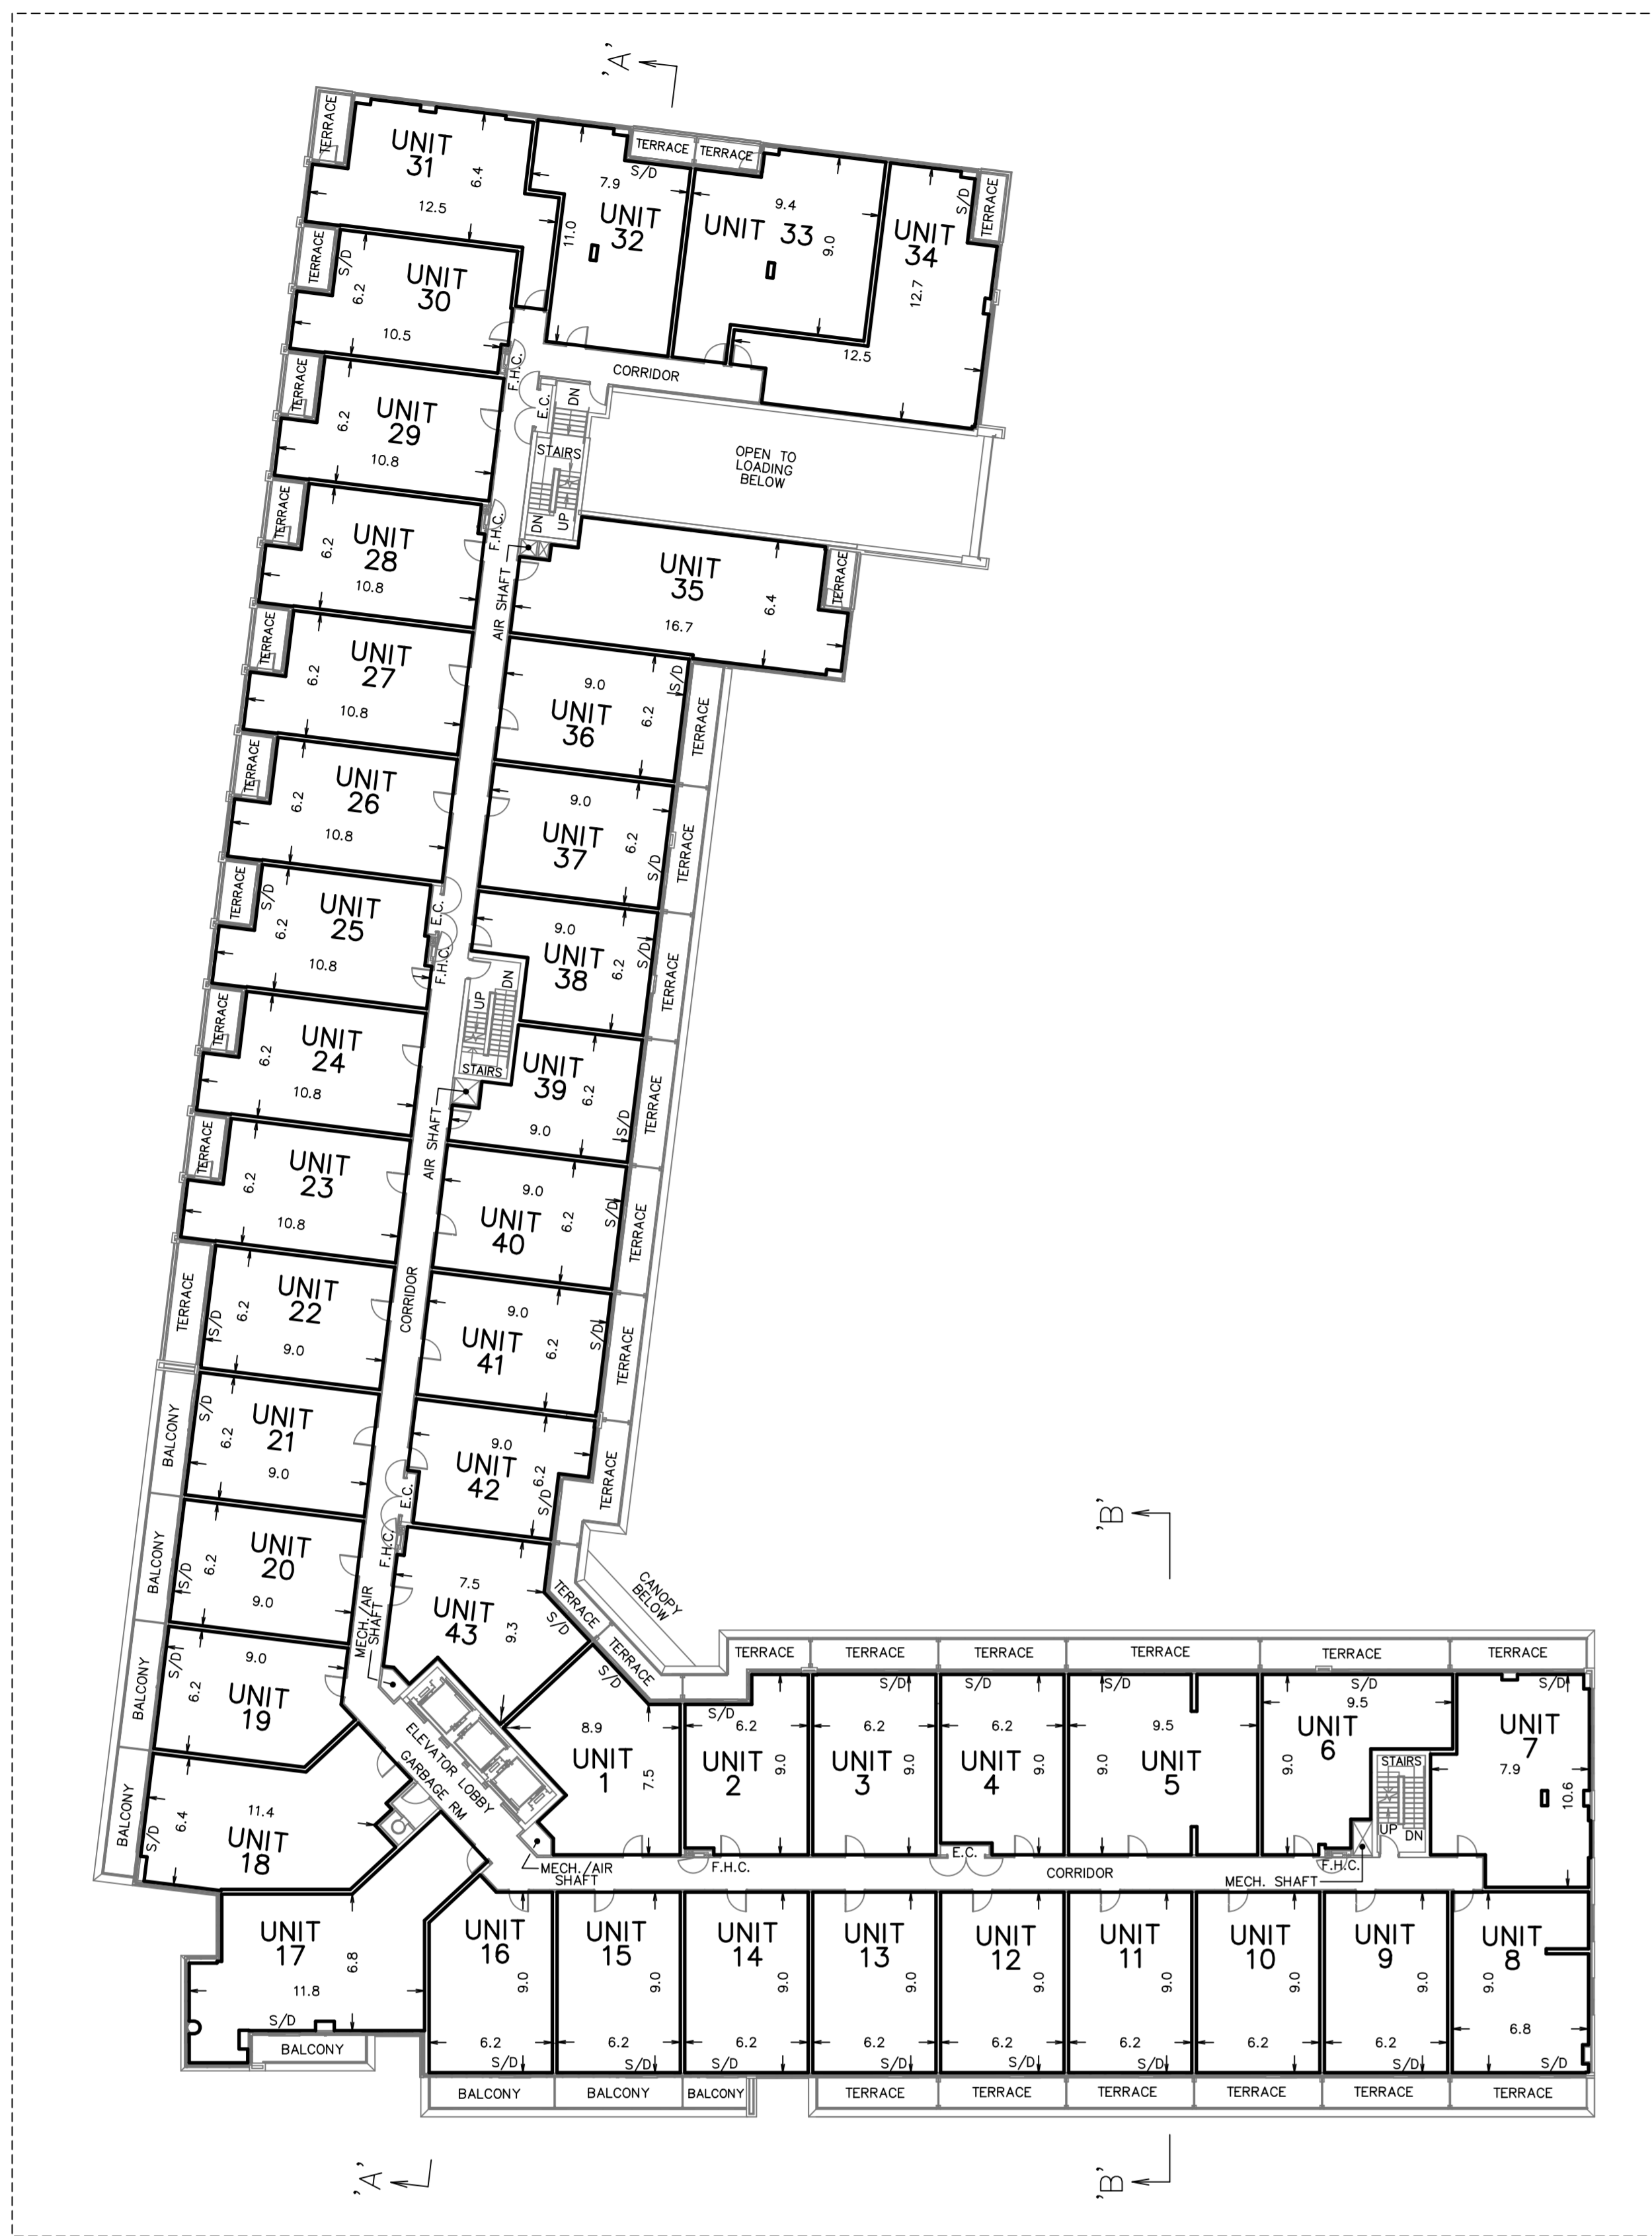 'A'
TERRACE
UNIT
31
6.4
12.5
7.9
S/D
TERRACE
TERRACE
11.0
UNIT
32
9.4
UNIT 33
9.0
UNIT
34
S/D
TERRACE
12.7
12.5
TERRACE
S/D
6.2
UNIT
30
10.5
F.H.C.
CORRIDOR
TERRACE
6.2
UNIT
29
10.8
E.C.
DN
STAIRS
DN
UP
OPEN TO
LOADING
BELOW
TERRACE
6.2
UNIT
28
10.8
F.H.C.
AIR SHAFT
UNIT
35
16.7
6.4
TERRACE
TERRACE
6.2
UNIT
27
10.8
9.0
S/D
UNIT
36
6.2
TERRACE
TERRACE
6.2
UNIT
26
10.8
9.0
UNIT
37
6.2
S/D
TERRACE
TERRACE
S/D
6.2
UNIT
25
10.8
E.C.
F.H.C.
9.0
UNIT
38
6.2
S/D
TERRACE
TERRACE
6.2
UNIT
24
10.8
UP
DN
STAIRS
AIR SHAFT
UNIT
39
6.2
9.0
S/D
TERRACE
TERRACE
6.2
UNIT
23
10.8
9.0
UNIT
40
6.2
S/D
TERRACE
TERRACE
S/D
6.2
UNIT
22
9.0
CORRIDOR
9.0
UNIT
41
6.2
S/D
TERRACE
BALCONY
S/D
6.2
UNIT
21
9.0
E.C.
F.H.C.
9.0
UNIT
42
6.2
S/D
TERRACE
BALCONY
S/D
6.2
UNIT
20
9.0
MECH./AIR
SHAFT
7.5
UNIT
43
9.3
S/D
TERRACE
CANOPY
BELOW
'B'
BALCONY
S/D
9.0
6.2
UNIT
19
ELEVATOR LOBBY
GARBAGE RM
S/D
TERRACE
BALCONY
S/D
6.4
11.4
UNIT
18
8.9
UNIT
1
7.5
MECH./AIR
SHAFT
TERRACE
TERRACE
TERRACE
TERRACE
TERRACE
TERRACE
S/D
6.2
UNIT
2
9.0
F.H.C.
S/D
6.2
UNIT
3
9.0
S/D
6.2
UNIT
4
9.0
E.C.
S/D
9.5
9.0
UNIT
5
CORRIDOR
S/D
9.5
UNIT
6
9.0
STAIRS
UP
DN
F.H.C.
MECH. SHAFT
S/D
UNIT
7
7.9
10.6
UNIT
17
6.8
11.8
S/D
BALCONY
UNIT
16
9.0
6.2
S/D
BALCONY
UNIT
15
9.0
6.2
S/D
BALCONY
UNIT
14
9.0
6.2
S/D
BALCONY
UNIT
13
9.0
6.2
S/D
TERRACE
UNIT
12
9.0
6.2
S/D
TERRACE
UNIT
11
9.0
6.2
S/D
TERRACE
UNIT
10
9.0
6.2
S/D
TERRACE
UNIT
9
9.0
6.2
S/D
TERRACE
UNIT
8
9.0
6.8
S/D
TERRACE
'A'
'B'